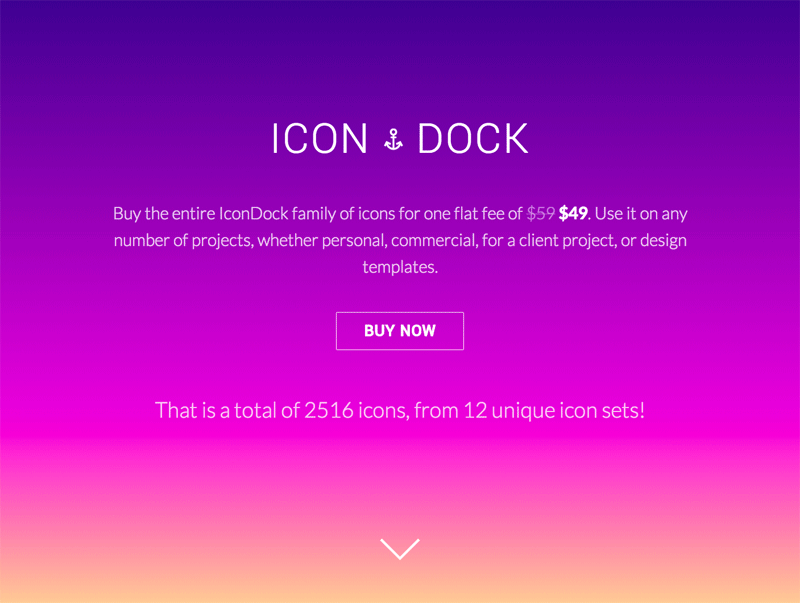 ICON DOCK
Buy the entire IconDock family of icons for one flat fee of $59 $49. Use it on any
number of projects, whether personal, commercial, for a client project, or design
templates.
BUY NOW
That is a total of 2516 icons, from 12 unique icon sets!